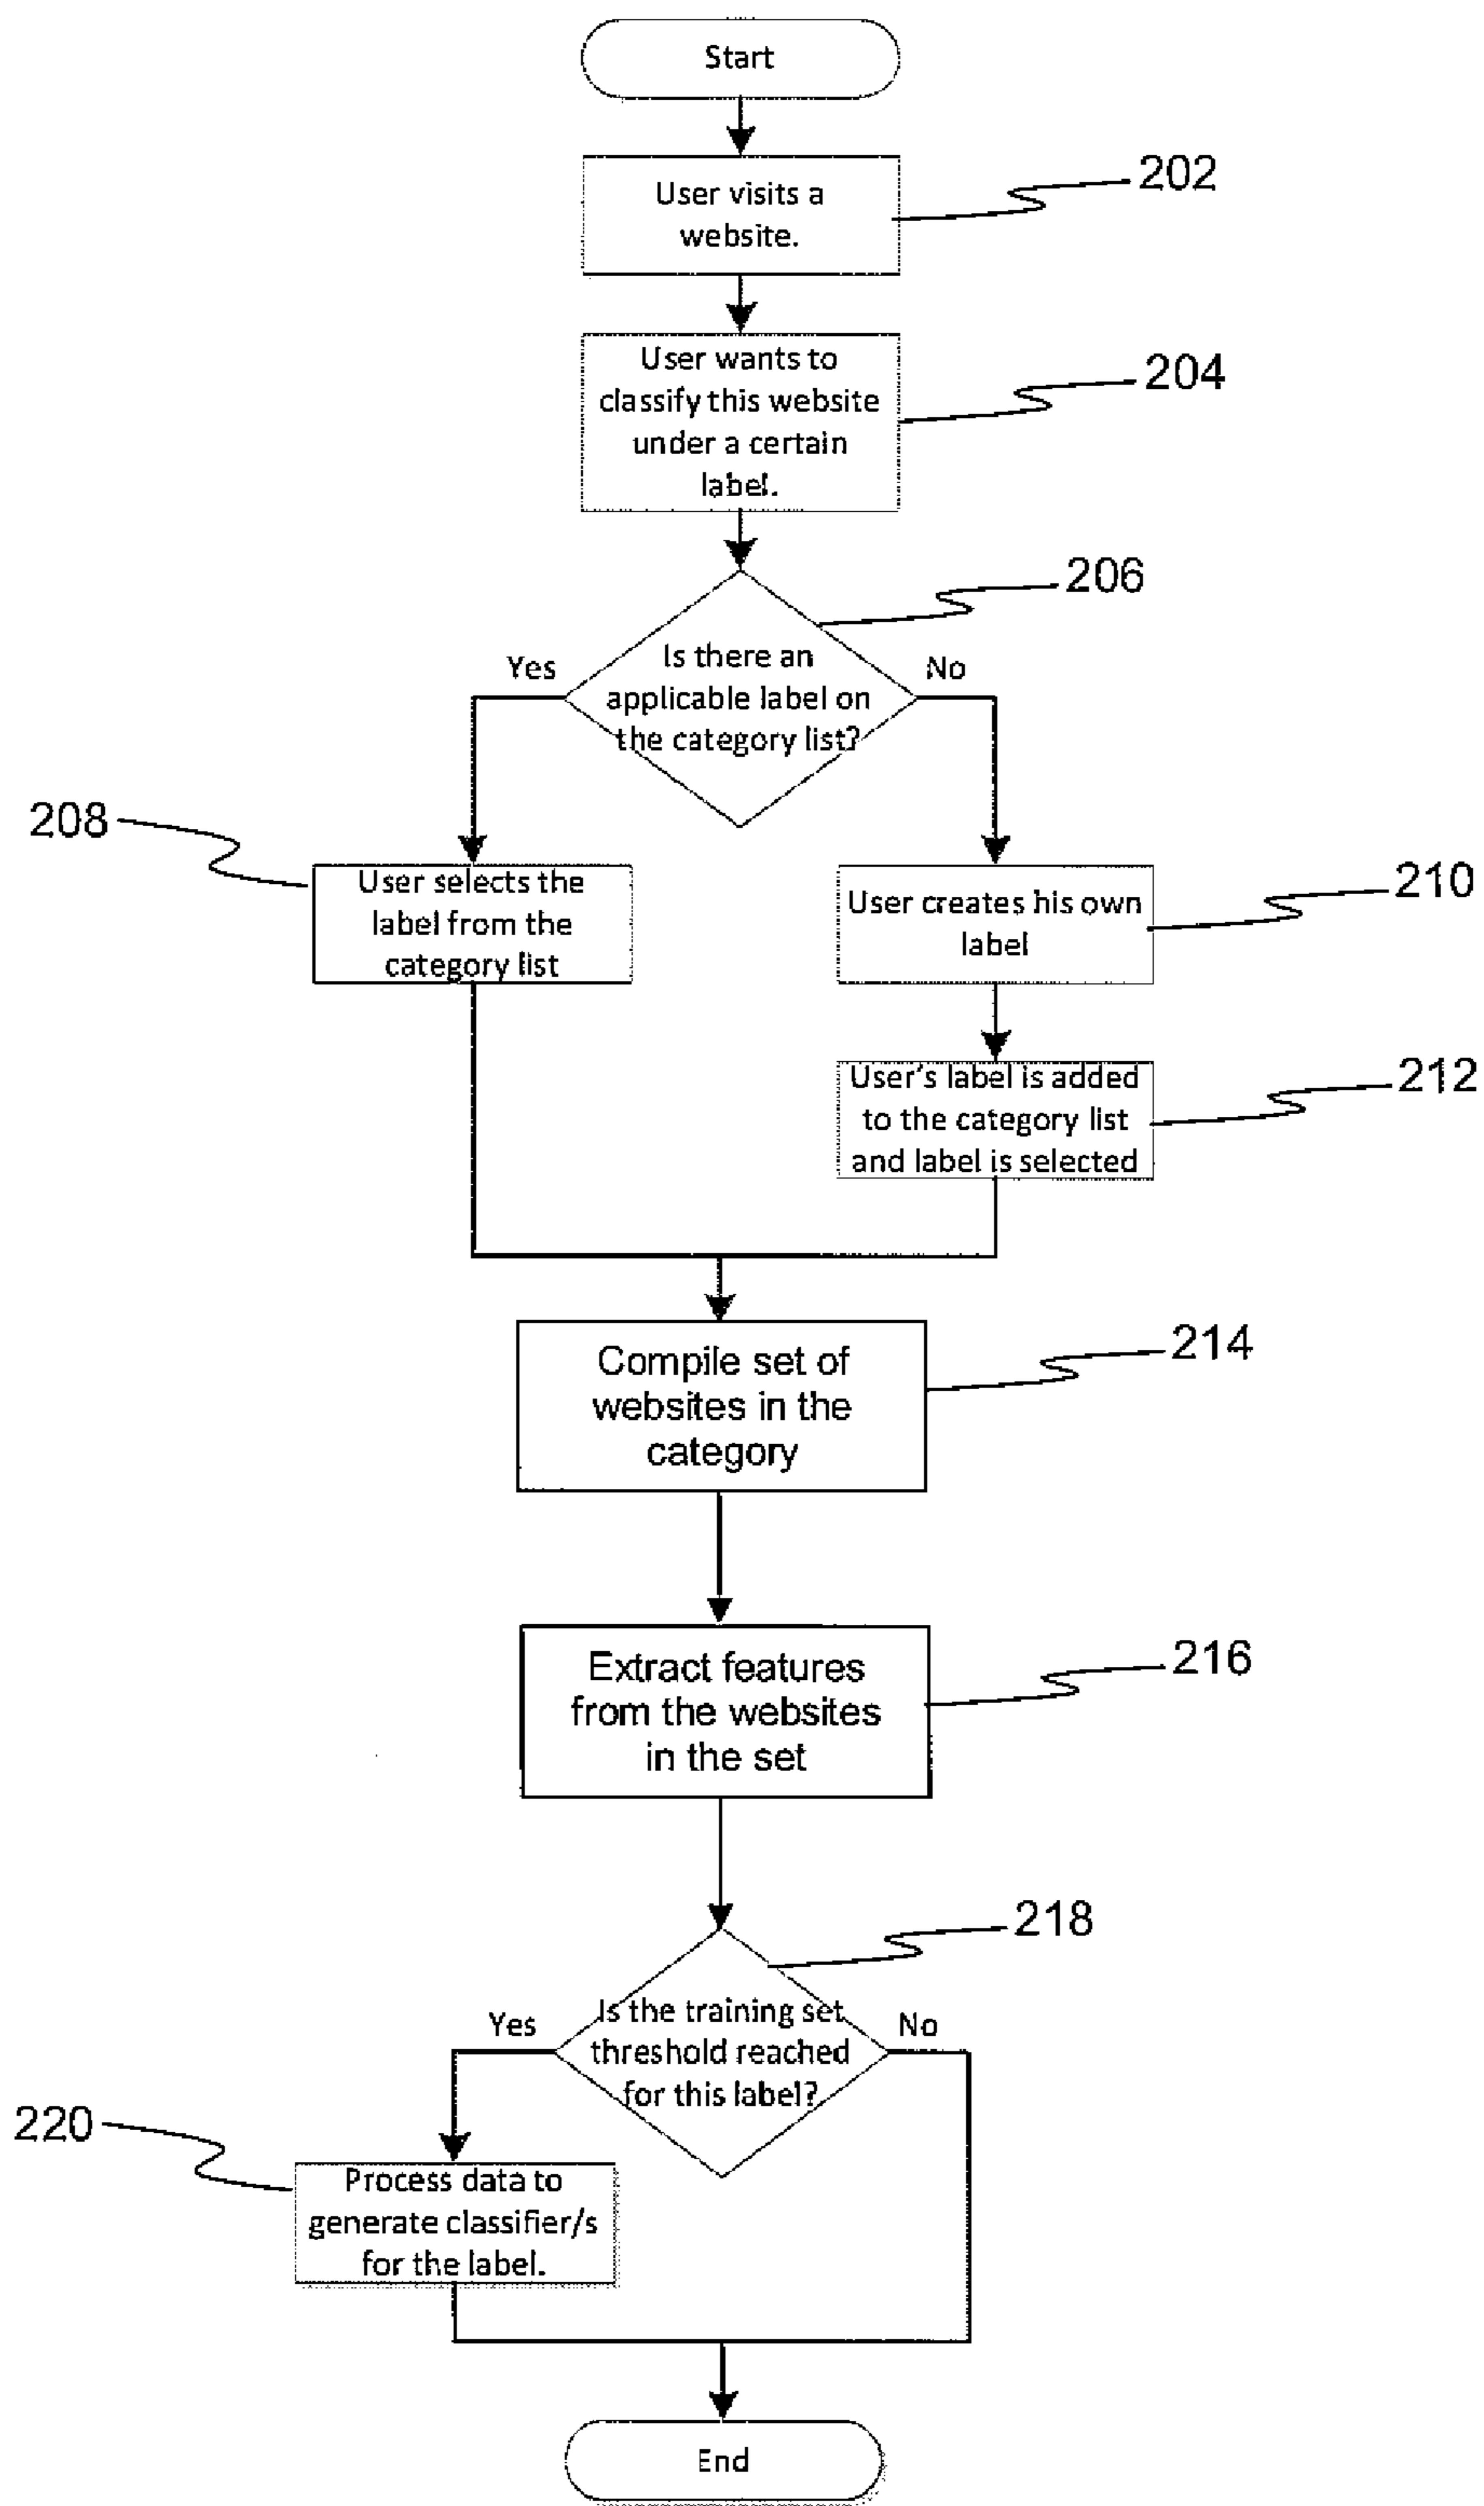 Start
User visits a
website.
202
User wants to
classify this website
under a certain
label.
204
206
Is there an
applicable label on
the category list?
Yes
No
208
User selects the
label from the
category list
User creates his own
label
210
User's label is added
to the category list
and label is selected
212
Compile set of
websites in the
category
214
Extract features
from the websites
in the set
216
218
Is the training set
threshold reached
for this label?
Yes
No
220
Process data to
generate classifier/s
for the label.
End